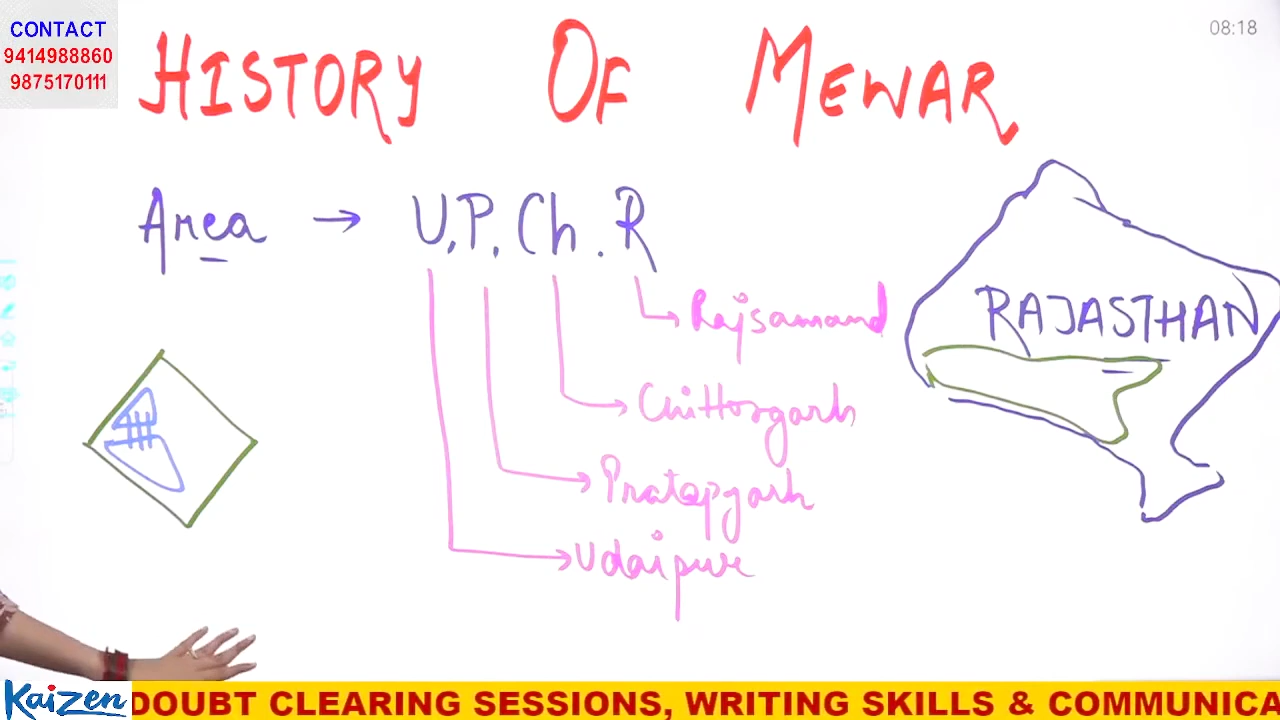 CONTACT
9414988860
9875170111
08:18
HISTORY OF MEWAR
Area → U.P.Ch.R
Rajsamand
RAJASTHAN
Chittorgarh
Pratapgarh
Udaipur
Kaizen
DOUBT CLEARING SESSIONS, WRITING SKILLS & COMMUNICA